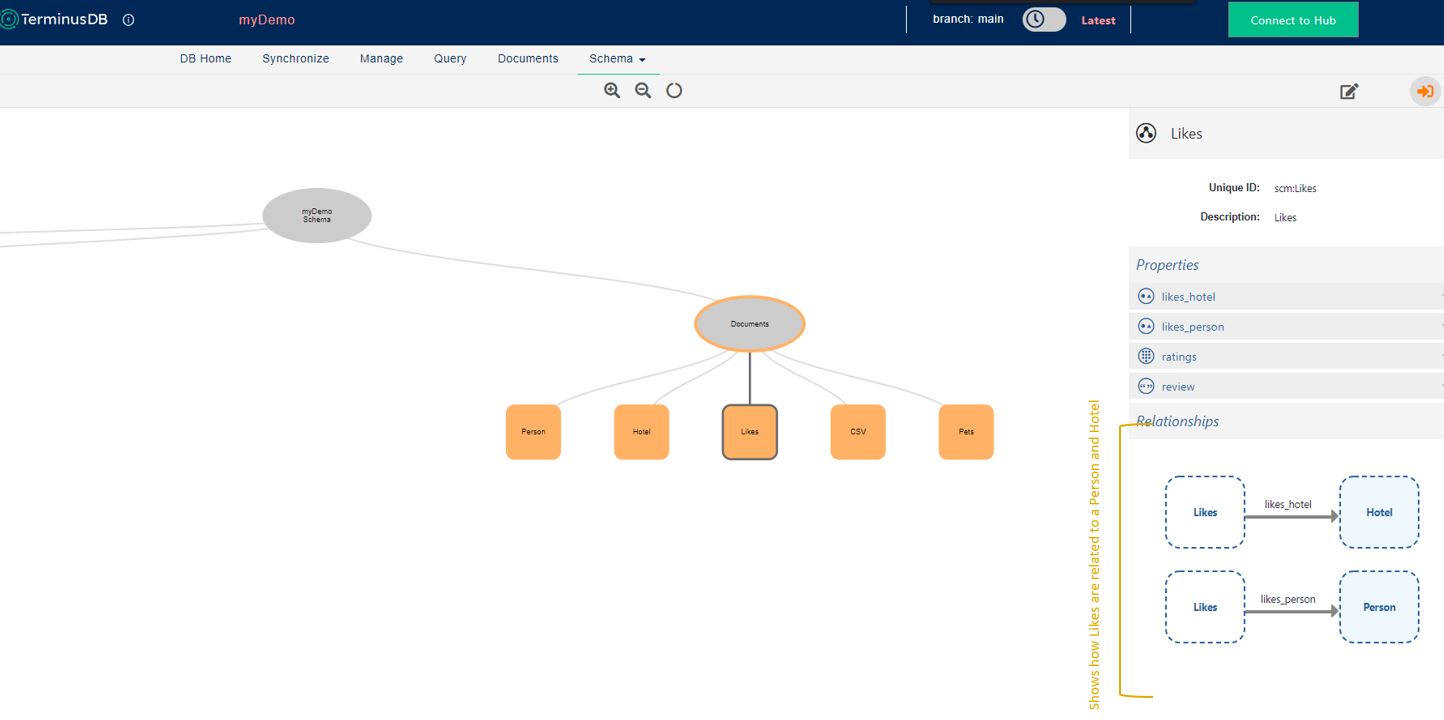 TerminusDB
myDemo
branch: main
Latest
Connect to Hub
DB Home
Synchronize
Manage
Query
Documents
Schema
myDemo
Schema
Documents
Person
Hotel
Likes
CSV
Pets
Likes
Unique ID: scm:Likes
Description: Likes
Properties
likes_hotel
likes_person
ratings
review
Relationships
Shows how Likes are related to a Person and Hotel
Likes
likes_hotel
Hotel
Likes
likes_person
Person